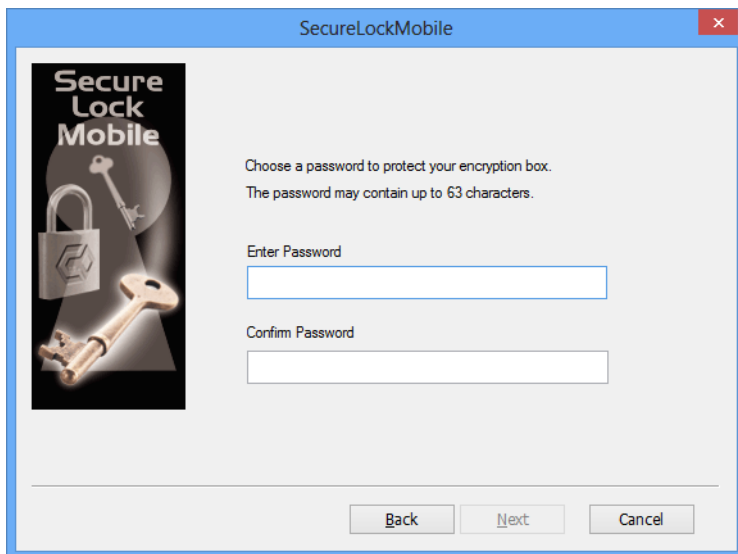 SecureLockMobile
Secure
Lock
Mobile
Choose a password to protect your encryption box.
The password may contain up to 63 characters.
Enter Password
Confirm Password
Back
Next
Cancel